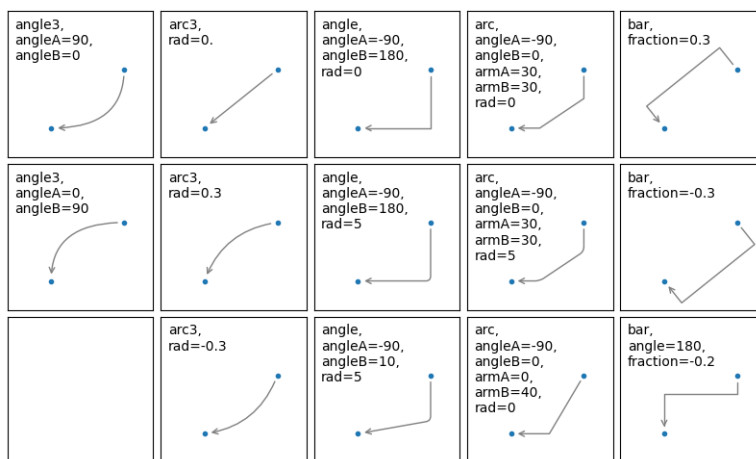 angle3,
angleA=90,
angleB=0
arc3,
rad=0.
angle,
angleA=-90,
angleB=180,
rad=0
arc,
angleA=-90,
angleB=0,
armA=30,
armB=30,
rad=0
bar,
fraction=0.3
angle3,
angleA=0,
angleB=90
arc3,
rad=0.3
angle,
angleA=-90,
angleB=180,
rad=5
arc,
angleA=-90,
angleB=0,
armA=30,
armB=30,
rad=5
bar,
fraction=-0.3
arc3,
rad=-0.3
angle,
angleA=-90,
angleB=10,
rad=5
arc,
angleA=-90,
angleB=0,
armA=0,
armB=40,
rad=0
bar,
angle=180,
fraction=-0.2